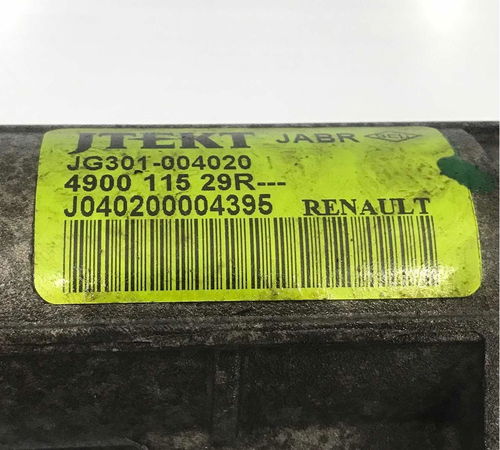 JTEKT JABR
JG301-004020
4900 115 29R---
J040200004395 RENAULT